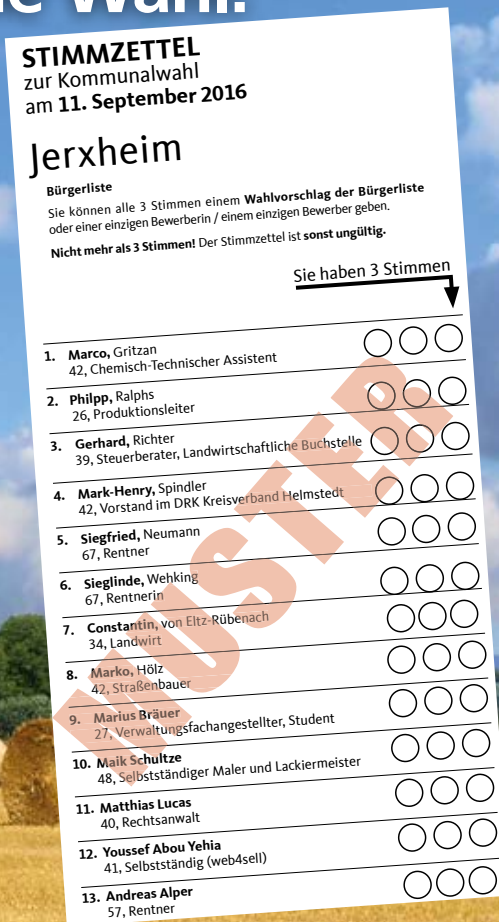 Wahl!
STIMMZETTEL
zur Kommunalwahl
am 11. September 2016
Jerxheim
Bürgerliste
Sie können alle 3 Stimmen einem Wahlvorschlag der Bürgerliste
oder einer einzigen Bewerberin / einem einzigen Bewerber geben.
Nicht mehr als 3 Stimmen! Der Stimmzettel ist sonst ungültig.
Sie haben 3 Stimmen
1. Marco, Gritzan
42, Chemisch-Technischer Assistent
2. Philpp, Ralphs
26, Produktionsleiter
3. Gerhard, Richter
39, Steuerberater, Landwirtschaftliche Buchstelle
4. Mark-Henry, Spindler
42, Vorstand im DRK Kreisverband Helmstedt
5. Siegfried, Neumann
67, Rentner
6. Sieglinde, Wehking
67, Rentnerin
7. Constantin, von Eltz-Rübenach
34, Landwirt
8. Marko, Hölz
42, Straßenbauer
9. Marius Bräuer
27, Verwaltungsfachangestellter, Student
10. Maik Schultze
48, Selbstständiger Maler und Lackiermeister
11. Matthias Lucas
40, Rechtsanwalt
12. Youssef Abou Yehia
41, Selbstständig (web4sell)
13. Andreas Alper
57, Rentner
MUSTER